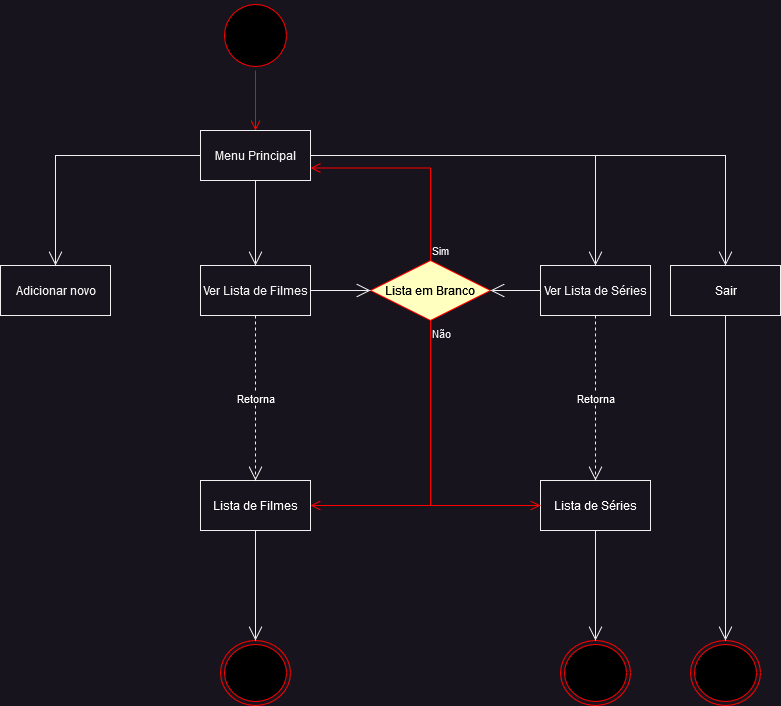 Menu Principal
Sim
Adicionar novo
Ver Lista de Filmes
Lista em Branco
Ver Lista de Séries
Sair
Não
Retorna
Retorna
Lista de Filmes
Lista de Séries